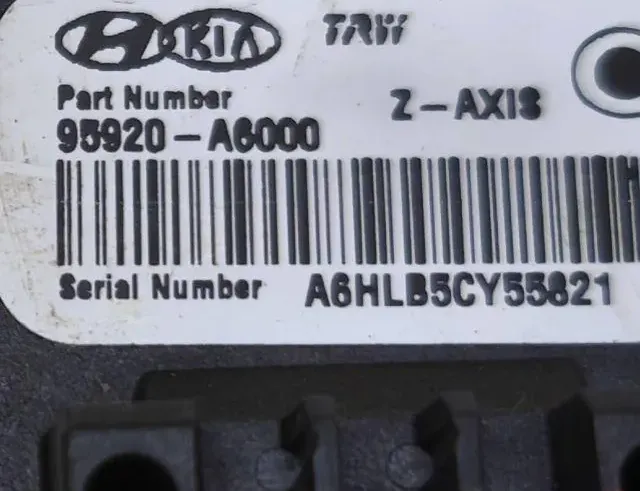 KIA TRW
Part Number
Z-AXIS
95920-A6000
Serial Number A6HLB5CY55821